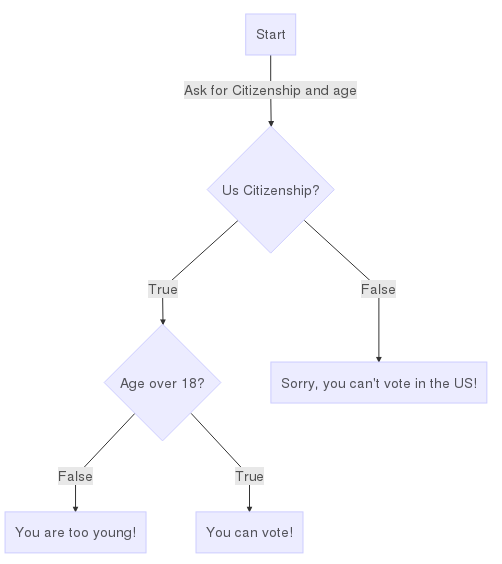 Start
Ask for Citizenship and age
Us Citizenship?
True
False
Age over 18?
Sorry, you can't vote in the US!
False
True
You are too young!
You can vote!